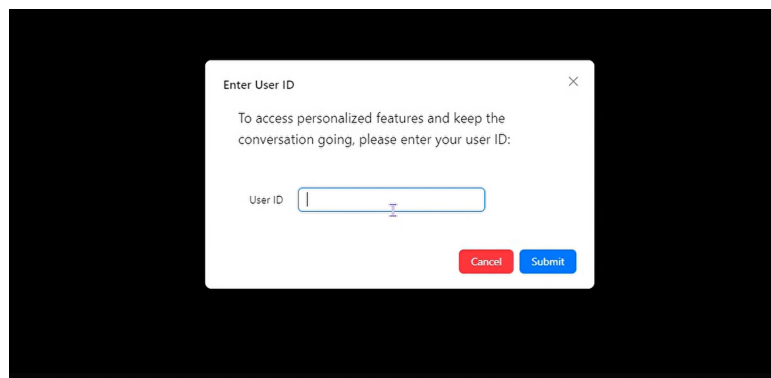 Enter User ID
To access personalized features and keep the
conversation going, please enter your user ID:
User ID
Cancel Submit